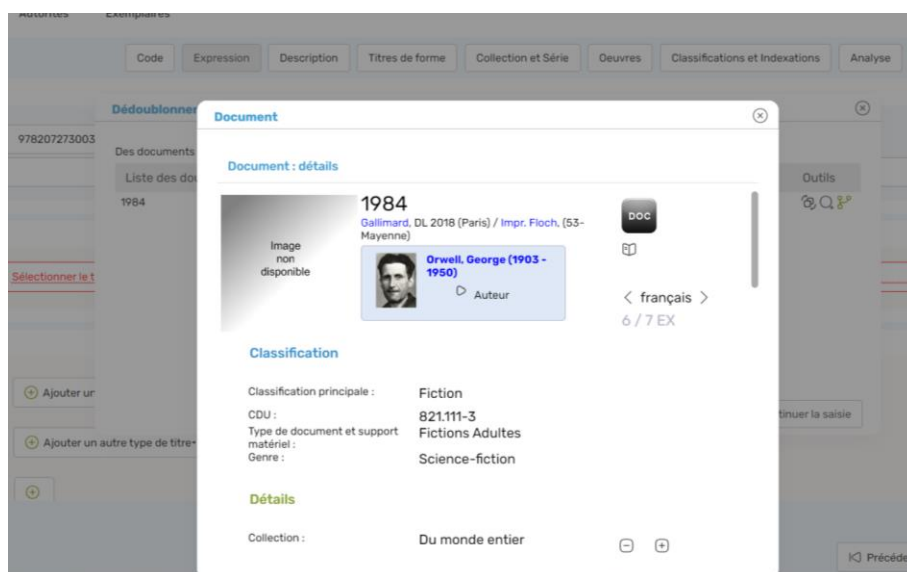 Autorités Exemplaires
Code Expression Description Titres de forme Collection et Série Oeuvres Classifications et Indexations Analyse
Dédoublonner
Document
978207273003
Des documents
Document : détails
Liste des dou
Outils
1984
1984
Gallimard, DL 2018 (Paris) / Impr. Floch, (53-
Mayenne)
DOC
Image
non
disponible
Orwell, George (1903 -
1950)
Auteur
Sélectionner le t
< français >
6 / 7 EX
Classification
Ajouter un
Classification principale : Fiction
CDU : 821.111-3
tinuer la saisie
Type de document et support
matériel :
Fictions Adultes
Ajouter un autre type de titre
Genre : Science-fiction
Détails
Collection : Du monde entier
Précéde